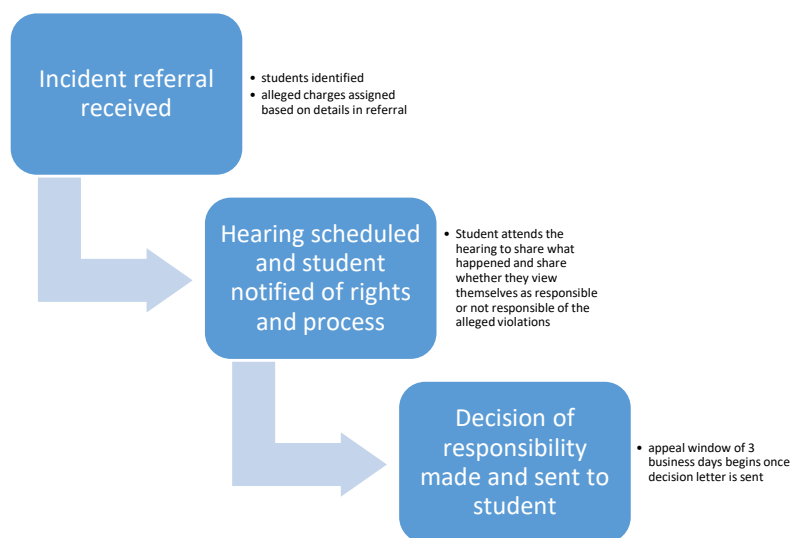 Incident referral
received
• students identified
• alleged charges assigned
based on details in referral
Hearing scheduled
and student
notified of rights
and process
• Student attends the
hearing to share what
happened and share
whether they view
themselves as responsible
or not responsible of the
alleged violations
Decision of
responsibility
made and sent to
student
• appeal window of 3
business days begins once
decision letter is sent